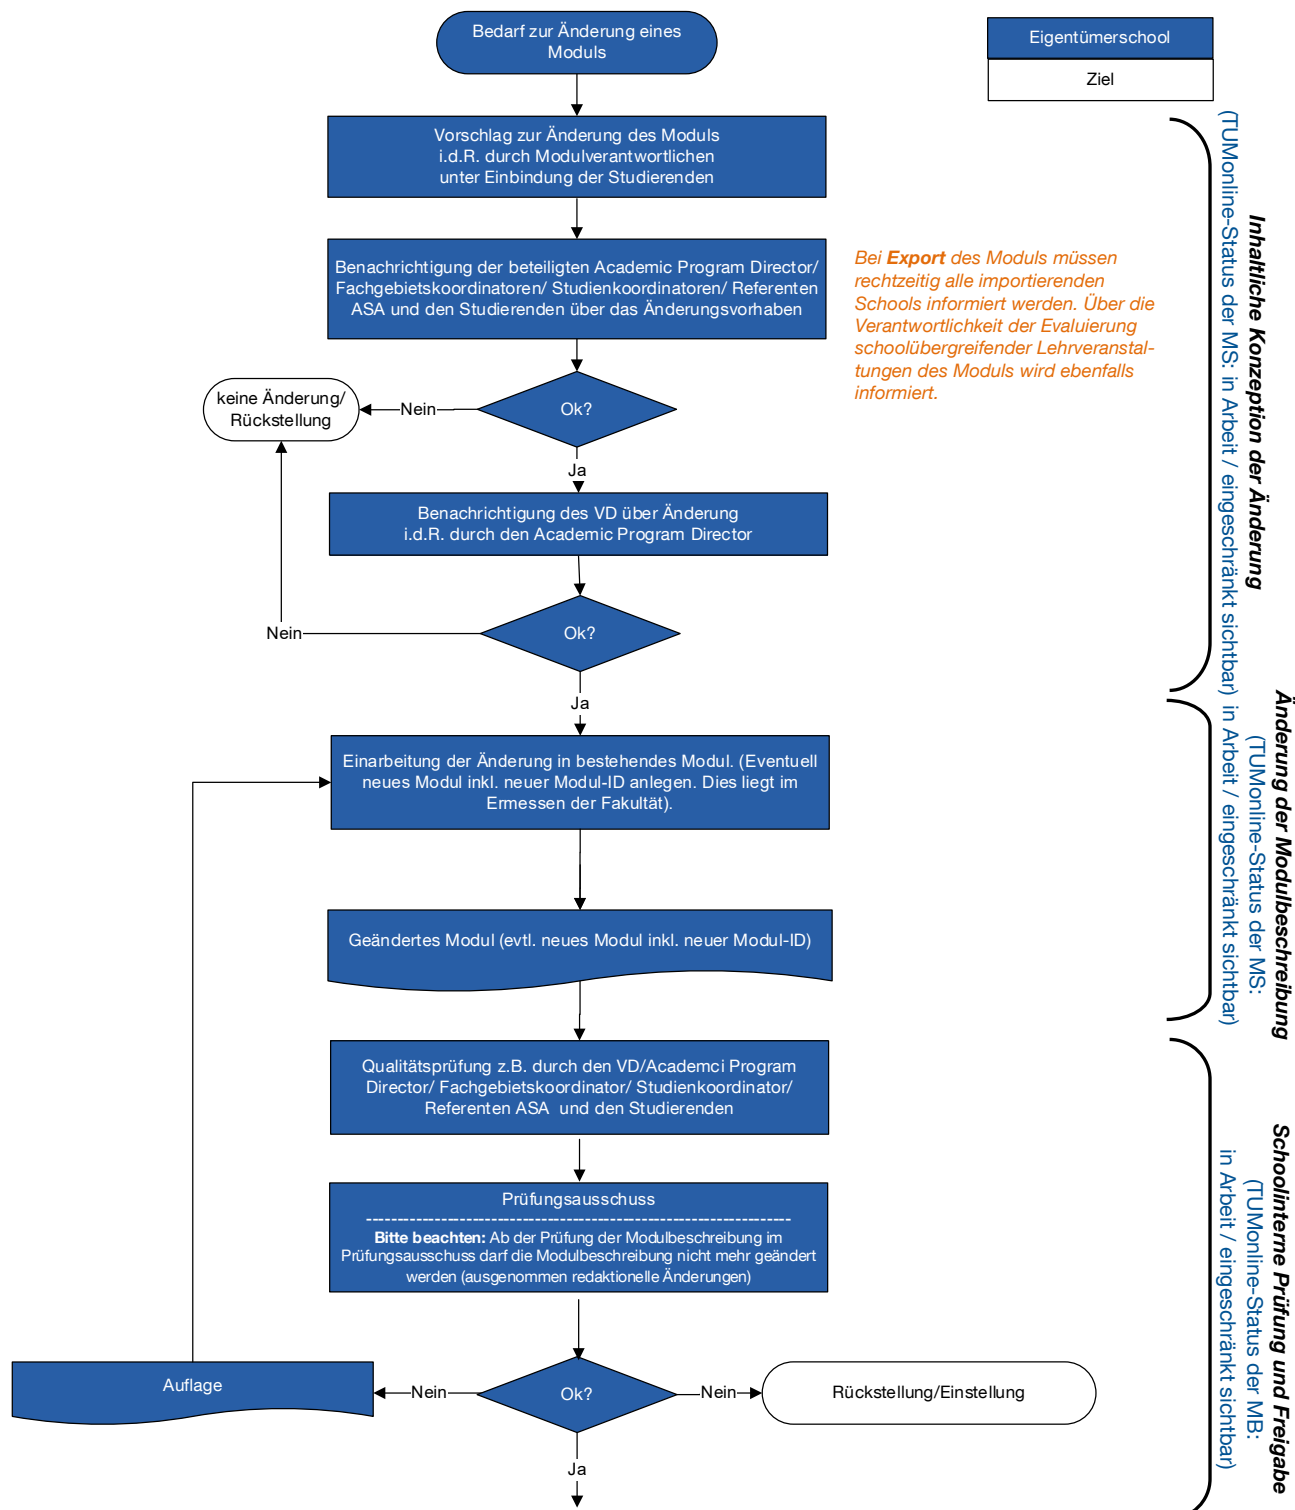 Bedarf zur Änderung eines
Moduls
Eigentümerschool
Ziel
Vorschlag zur Änderung des Moduls
i.d.R. durch Modulverantwortlichen
unter Einbindung der Studierenden
Benachrichtigung der beteiligten Academic Program Director/
Fachgebietskoordinatoren/ Studienkoordinatoren/ Referenten
ASA und den Studierenden über das Änderungsvorhaben
Bei Export des Moduls müssen
rechtzeitig alle importierenden
Schools informiert werden. Über die
Verantwortlichkeit der Evaluierung
schoolübergreifender Lehrveranstal-
tungen des Moduls wird ebenfalls
informiert.
Inhaltliche Konzeption der Änderung
(TUMonline-Status der MS: in Arbeit / eingeschränkt sichtbar)
keine Änderung/
Rückstellung
Nein
Ok?
Ja
Benachrichtigung des VD über Änderung
i.d.R. durch den Academic Program Director
Nein
Ok?
Ja
Änderung der Modulbeschreibung
(TUMonline-Status der MS:
in Arbeit / eingeschränkt sichtbar)
Einarbeitung der Änderung in bestehendes Modul. (Eventuell
neues Modul inkl. neuer Modul-ID anlegen. Dies liegt im
Ermessen der Fakultät).
Geändertes Modul (evtl. neues Modul inkl. neuer Modul-ID)
Qualitätsprüfung z.B. durch den VD/Academci Program
Director/ Fachgebietskoordinator/ Studienkoordinator/
Referenten ASA  und den Studierenden
Schoolinterne Prüfung und Freigabe
(TUMonline-Status der MB:
in Arbeit / eingeschränkt sichtbar)
Prüfungsausschuss
--------------------------------------------------------------------
Bitte beachten: Ab der Prüfung der Modulbeschreibung im
Prüfungsausschuss darf die Modulbeschreibung nicht mehr geändert
werden (ausgenommen redaktionelle Änderungen)
Auflage
Nein
Ok?
Nein
Rückstellung/Einstellung
Ja